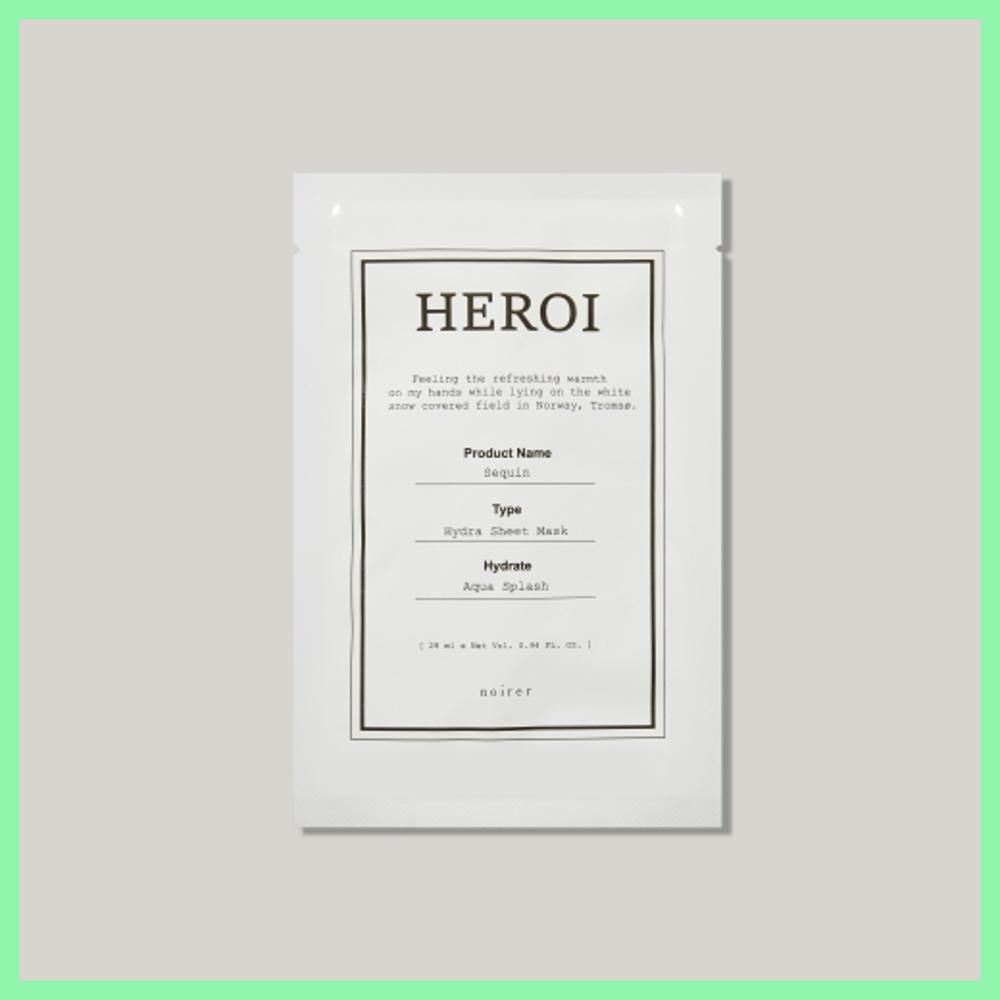 HEROI
Feeling the refreshing warmth
on my hands while lying on the white
snow covered field in Norway, Tromsø.
Product Name
Sequin
Type
Hydra Sheet Mask
Hydrate
Aqua Splash
[ 28 ml e Net Vol. 0.94 FL. OZ. ]
noirer